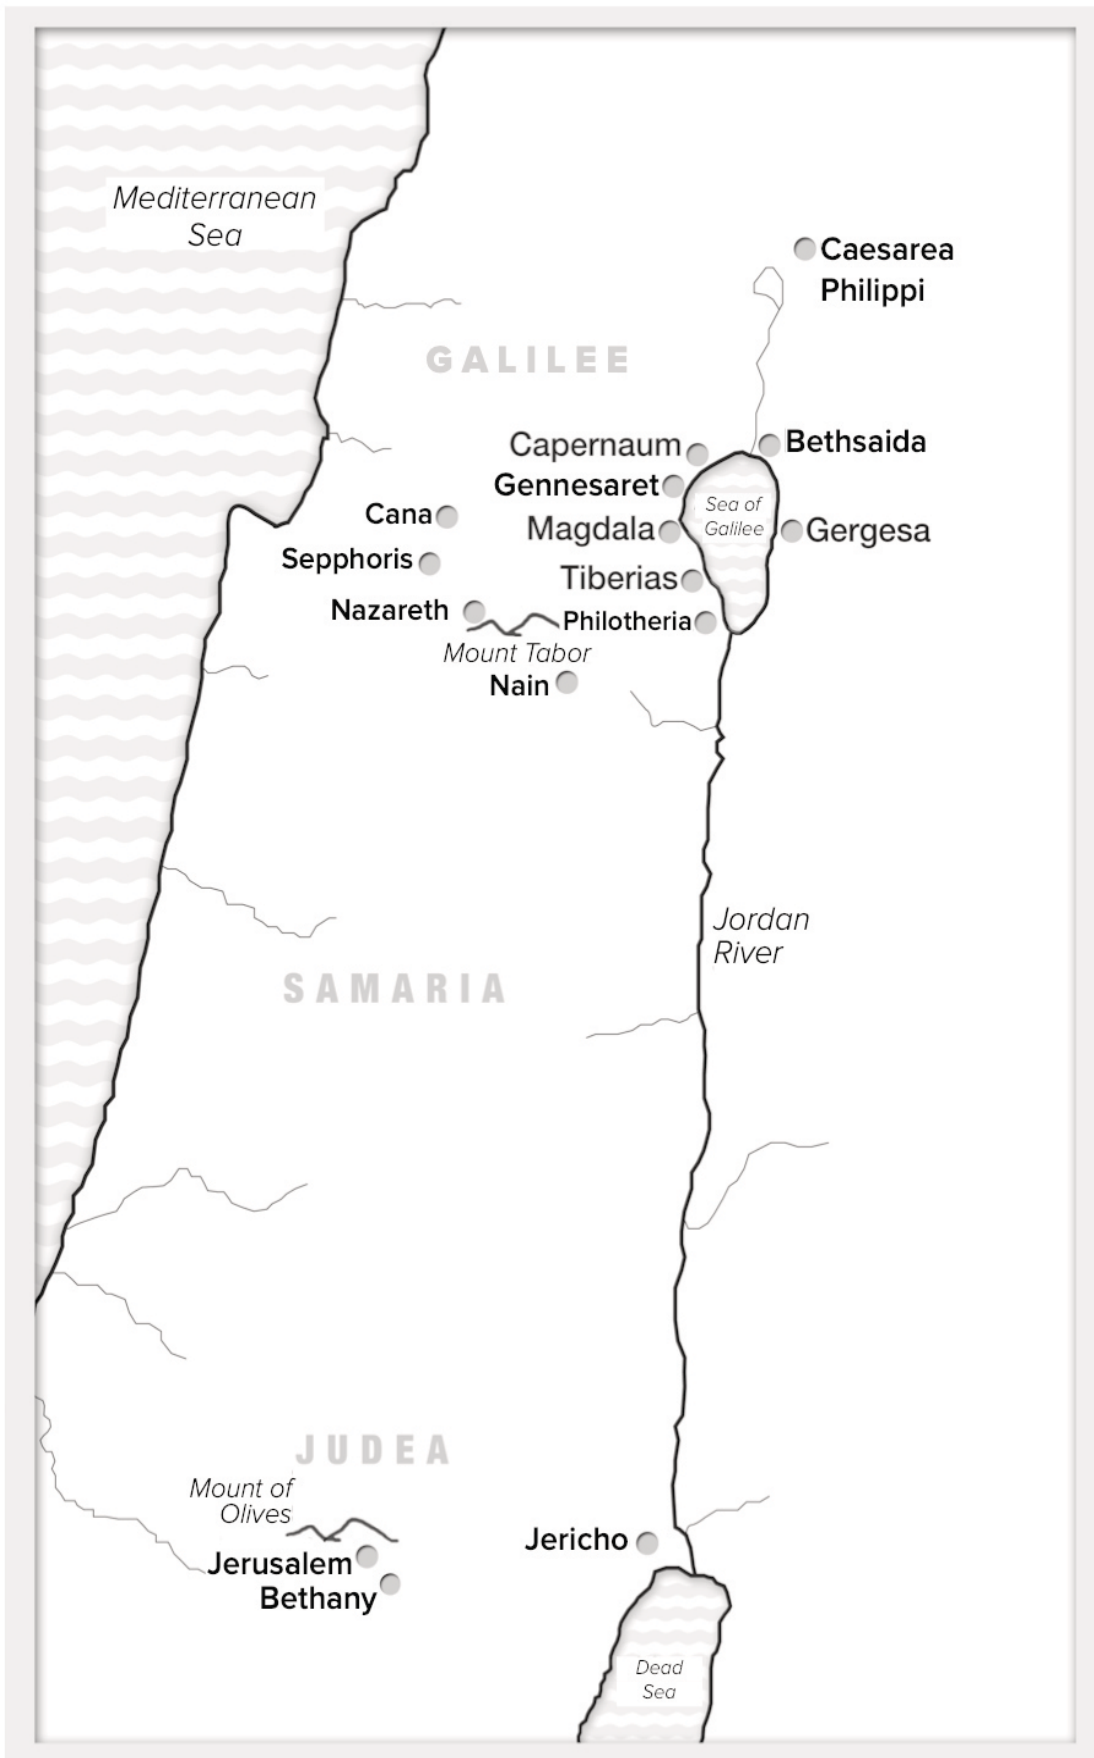 Mediterranean
Sea
Caesarea
Philippi
GALILEE
Capernaum
Bethsaida
Gennesaret
Sea of
Galilee
Cana
Magdala
Gergesa
Sepphoris
Tiberias
Nazareth
Philotheria
Mount Tabor
Nain
Jordan
River
SAMARIA
JUDEA
Mount of
Olives
Jericho
Jerusalem
Bethany
Dead
Sea